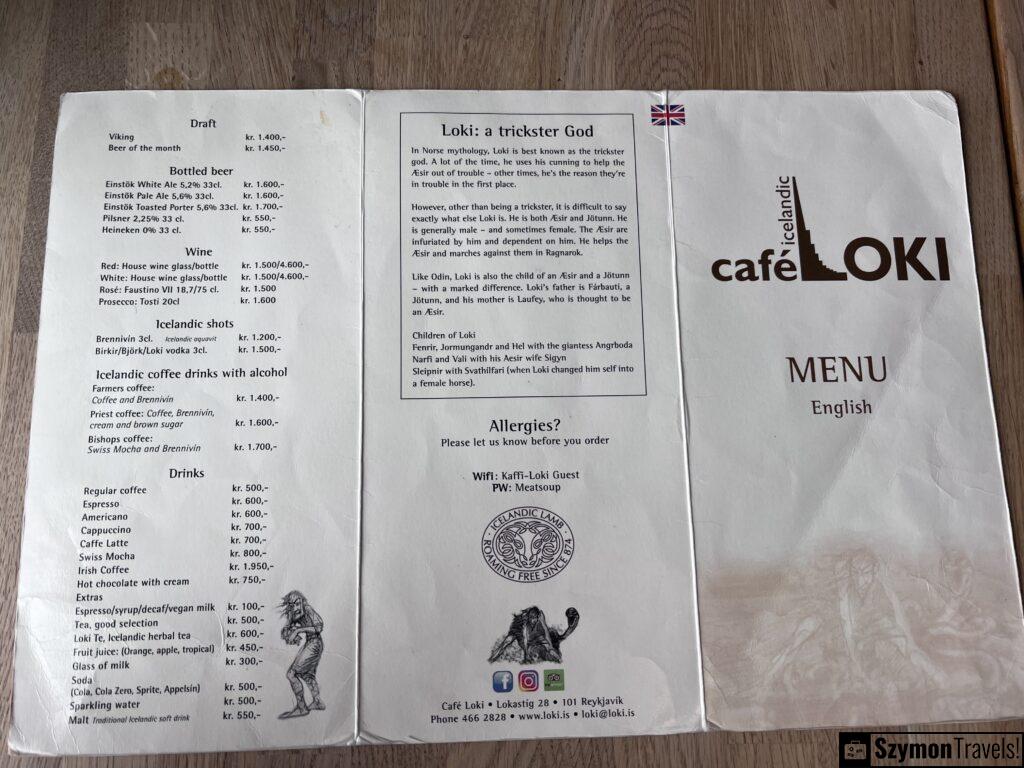 Draft
Víking kr. 1.400,-
Beer of the month kr. 1.450,-
Bottled beer
Einstök White Ale 5,2% 33cl. kr. 1.600,-
Einstök Pale Ale 5,6% 33cl. kr. 1.600,-
Einstök Toasted Porter 5,6% 33cl. kr. 1.700,-
Pilsner 2,25% 33 cl. kr. 550,-
Heineken 0% 33 cl. kr. 550,-
Wine
Red: House wine glass/bottle kr. 1.500/4.600,-
White: House wine glass/bottle kr. 1.500/4.600,-
Rosé: Faustino VII 18,7/75 cl. kr. 1.500
Prosecco: Tosti 20cl kr. 1.600
Icelandic shots
Brennivín 3cl. Icelandic aquavit kr. 1.200,-
Birkir/Björk/Loki vodka 3cl. kr. 1.500,-
Icelandic coffee drinks with alcohol
Farmers coffee:
Coffee and Brennivín kr. 1.400,-
Priest coffee: Coffee, Brennivín,
cream and brown sugar kr. 1.600,-
Bishops coffee:
Swiss Mocha and Brennivín kr. 1.700,-
Drinks
Regular coffee kr. 500,-
Espresso kr. 600,-
Americano kr. 600,-
Cappuccino kr. 700,-
Caffe Latte kr. 700,-
Swiss Mocha kr. 800,-
Irish Coffee kr. 1.950,-
Hot chocolate with cream kr. 750,-
Extras
Espresso/syrup/decaf/vegan milk kr. 100,-
Tea, good selection kr. 500,-
Loki Te, Icelandic herbal tea kr. 600,-
Fruit juice: (Orange, apple, tropical) kr. 450,-
Glass of milk kr. 300,-
Soda
(Cola, Cola Zero, Sprite, Appelsín) kr. 500,-
Sparkling water kr. 500,-
Malt Traditional Icelandic soft drink kr. 550,-
Loki: a trickster God
In Norse mythology, Loki is best known as the trickster
god. A lot of the time, he uses his cunning to help the
Æsir out of trouble – other times, he's the reason they're
in trouble in the first place.
However, other than being a trickster, it is difficult to say
exactly what else Loki is. He is both Æsir and Jötunn. He
is generally male – and sometimes female. The Æsir are
infuriated by him and dependent on him. He helps the
Æsir and marches against them in Ragnarok.
Like Odin, Loki is also the child of an Æsir and a Jötunn
– with a marked difference. Loki's father is Fárbauti, a
Jötunn, and his mother is Laufey, who is thought to be
an Æsir.
Children of Loki
Fenrir, Jormungandr and Hel with the giantess Angrboda
Narfi and Vali with his Aesir wife Sigyn
Sleipnir with Svathilfari (when Loki changed him self into
a female horse).
Allergies?
Please let us know before you order
Wifi: Kaffi-Loki Guest
PW: Meatsoup
ICELANDIC LAMB
ROAMING FREE SINCE 874
Café Loki • Lokastig 28 • 101 Reykjavík
Phone 466 2828 • www.loki.is • loki@loki.is
café icelandic LOKI
MENU
English
SzymonTravels!